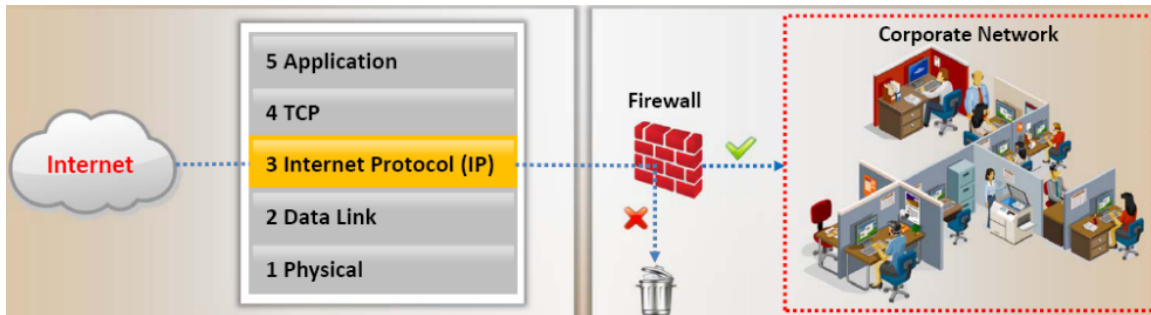 Internet
5 Application
4 TCP
3 Internet Protocol (IP)
2 Data Link
1 Physical
Firewall
Corporate Network